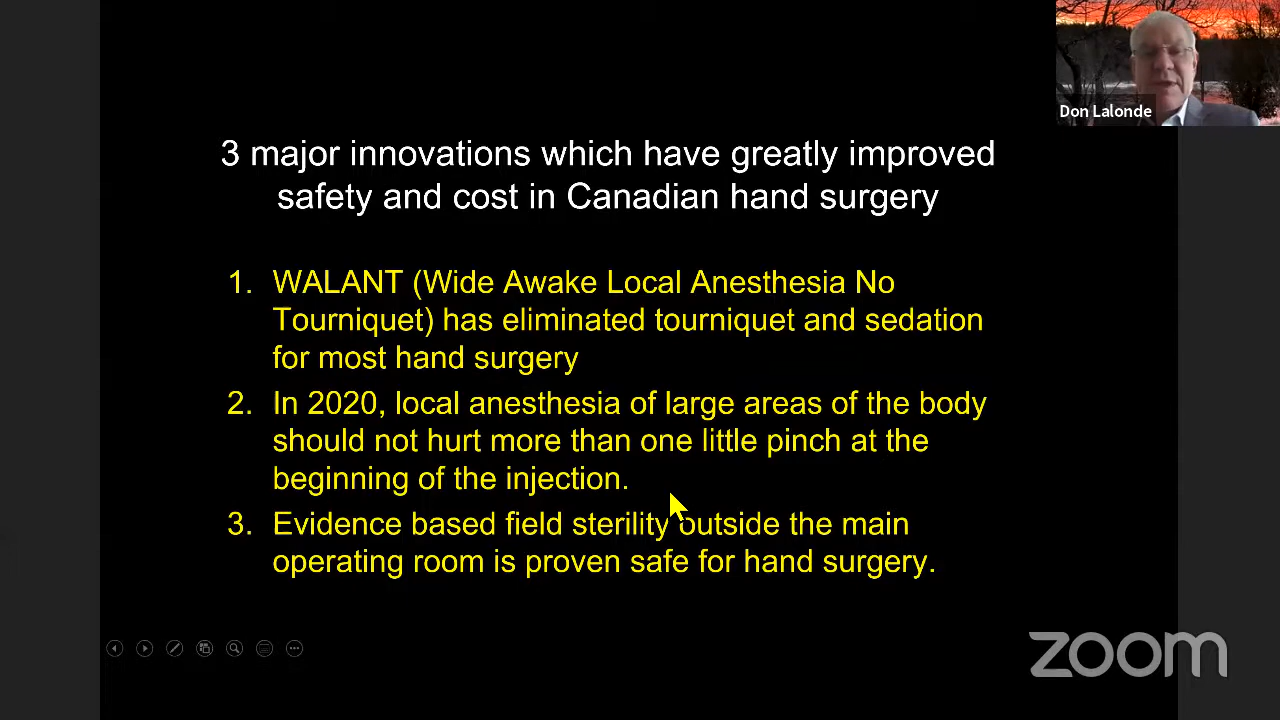 Don Lalonde
3 major innovations which have greatly improved
safety and cost in Canadian hand surgery
1. WALANT (Wide Awake Local Anesthesia No
Tourniquet) has eliminated tourniquet and sedation
for most hand surgery
2. In 2020, local anesthesia of large areas of the body
should not hurt more than one little pinch at the
beginning of the injection.
3. Evidence based field sterility outside the main
operating room is proven safe for hand surgery.
zoom